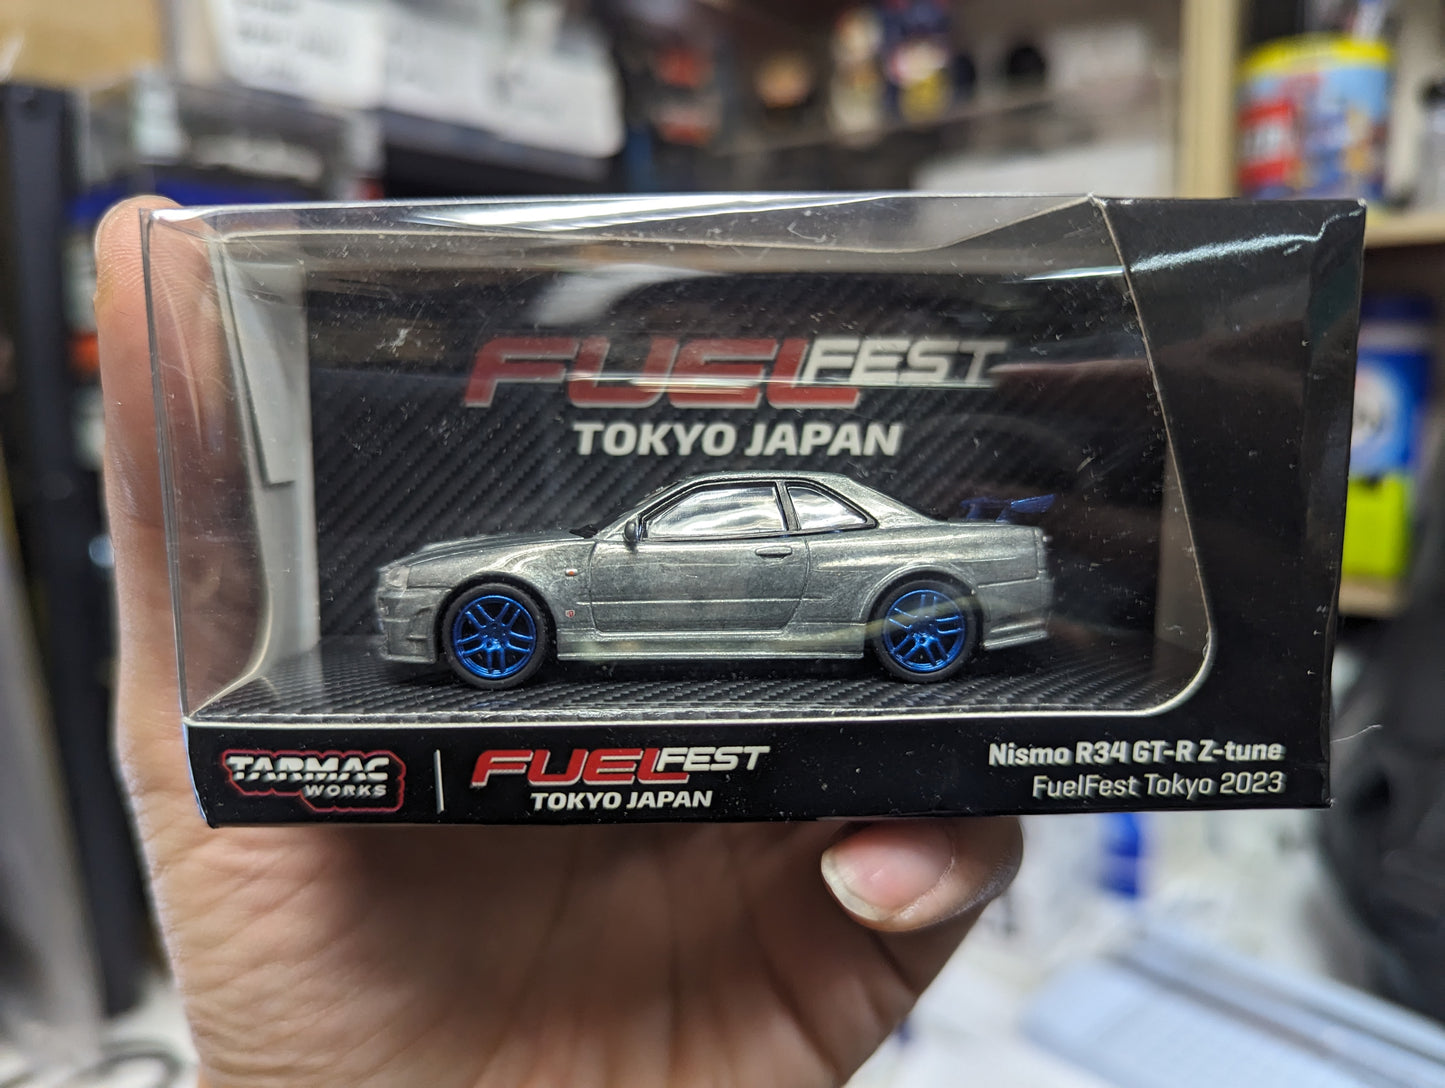 FUELFEST
TOKYO JAPAN
TARMAC
WORKS
FUELFEST
TOKYO JAPAN
Nismo R34 GT-R Z-tune
FuelFest Tokyo 2023